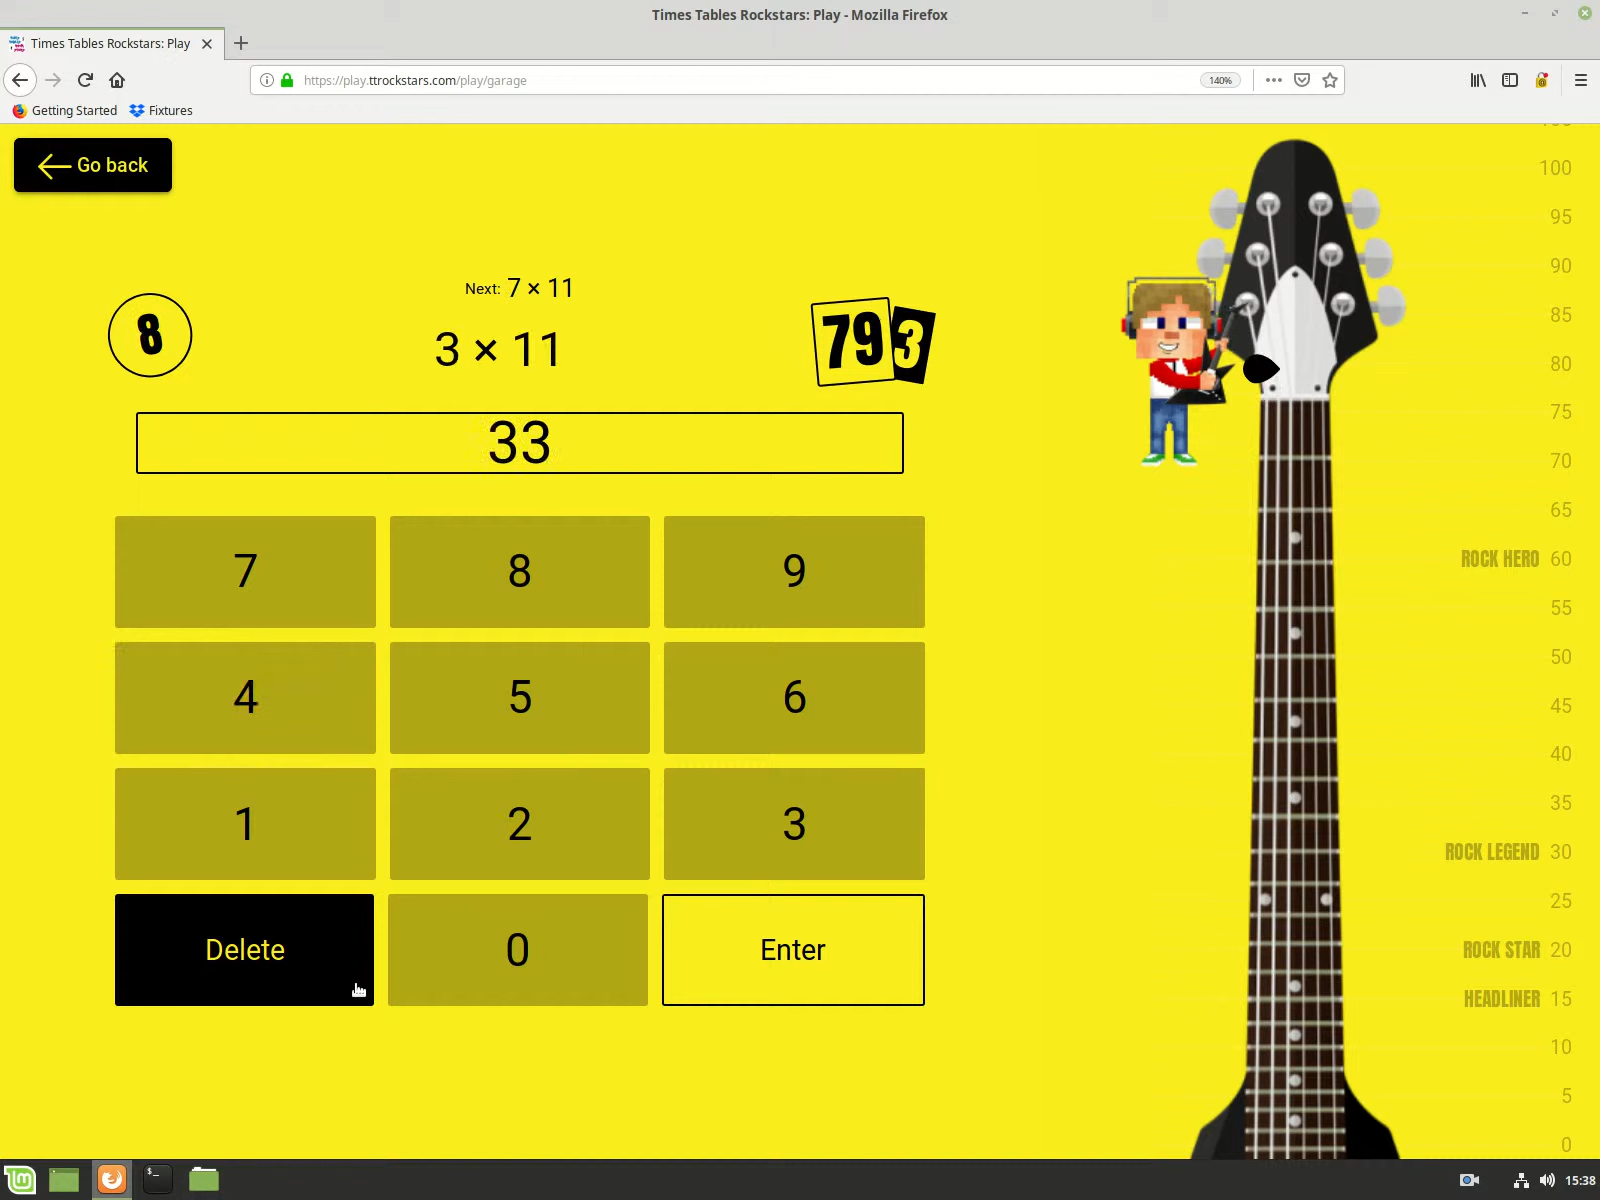 Times Tables Rockstars: Play - Mozilla Firefox
Times Tables Rockstars: Play
https://play.ttrockstars.com/play/garage
140%
Getting Started
Fixtures
Go back
Next: 7 × 11
8
3 × 11
79 3
33
7 8 9
4 5 6
1 2 3
Delete 0 Enter
100
95
90
85
80
75
70
65
ROCK HERO 60
55
50
45
40
35
ROCK LEGEND 30
25
ROCK STAR 20
HEADLINER 15
10
5
0
15:38